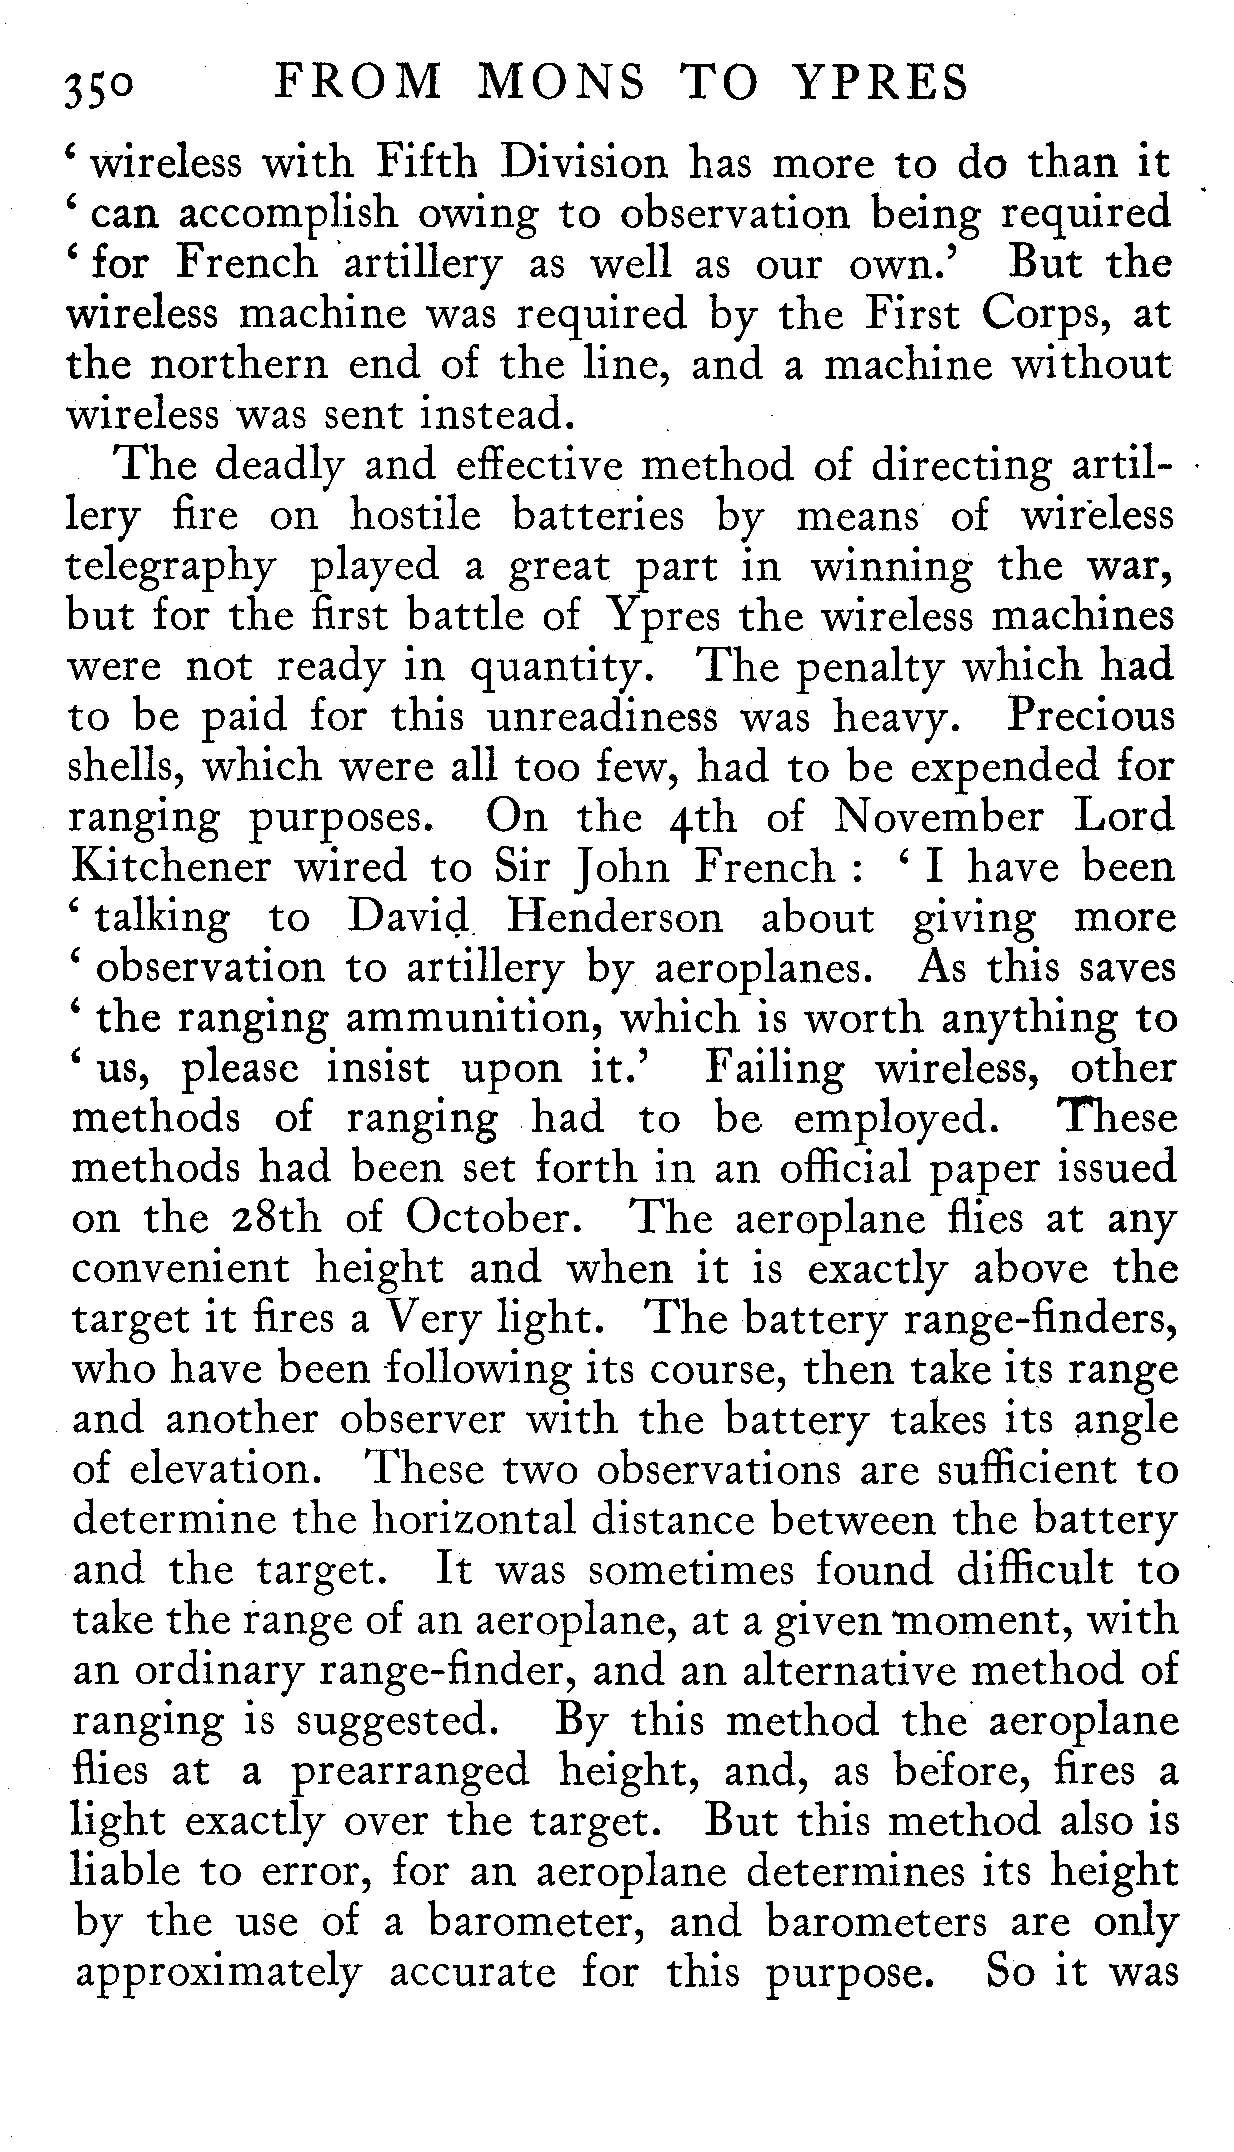 350 FROM MONS TO YPRES
‘ wireless with Fifth Division has more to do than it
‘ can accomplish owing to observation being required
‘ for French artillery as well as our own.’ But the
wireless machine was required by the First Corps, at
the northern end of the line, and a machine without
wireless was sent instead.
The deadly and effective method of directing artil-
lery fire on hostile batteries by means of wireless
telegraphy played a great part in winning the war,
but for the first battle of Ypres the wireless machines
were not ready in quantity. The penalty which had
to be paid for this unreadiness was heavy. Precious
shells, which were all too few, had to be expended for
ranging purposes. On the 4th of November Lord
Kitchener wired to Sir John French : ‘ I have been
‘ talking to David Henderson about giving more
‘ observation to artillery by aeroplanes. As this saves
‘ the ranging ammunition, which is worth anything to
‘ us, please insist upon it.’ Failing wireless, other
methods of ranging had to be employed. These
methods had been set forth in an official paper issued
on the 28th of October. The aeroplane flies at any
convenient height and when it is exactly above the
target it fires a Very light. The battery range-finders,
who have been following its course, then take its range
and another observer with the battery takes its angle
of elevation. These two observations are sufficient to
determine the horizontal distance between the battery
and the target. It was sometimes found difficult to
take the range of an aeroplane, at a given moment, with
an ordinary range-finder, and an alternative method of
ranging is suggested. By this method the aeroplane
flies at a prearranged height, and, as before, fires a
light exactly over the target. But this method also is
liable to error, for an aeroplane determines its height
by the use of a barometer, and barometers are only
approximately accurate for this purpose. So it was